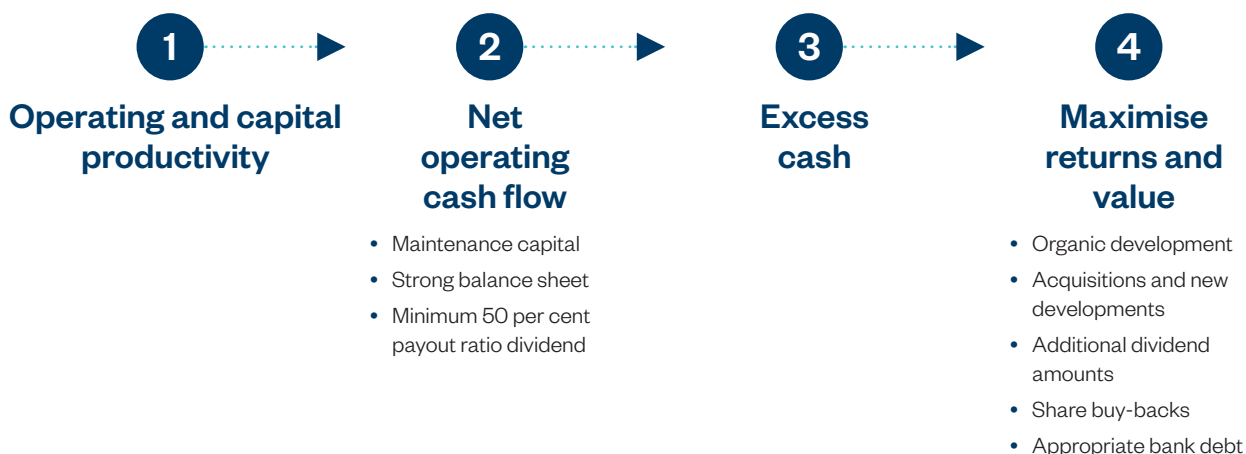 1
Operating and capital
productivity
2
Net
operating
cash flow
• Maintenance capital
• Strong balance sheet
• Minimum 50 per cent
payout ratio dividend
3
Excess
cash
4
Maximise
returns and
value
• Organic development
• Acquisitions and new
developments
• Additional dividend
amounts
• Share buy-backs
• Appropriate bank debt